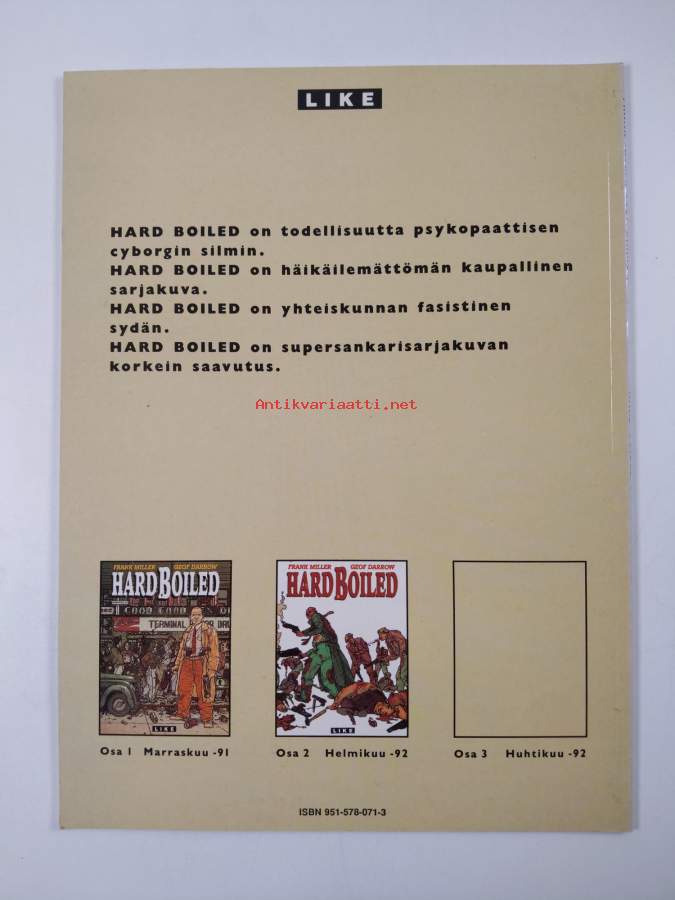 LIKE
HARD BOILED on todellisuutta psykopaattisen
cyborgin silmin.
HARD BOILED on häikäilemättömän kaupallinen
sarjakuva.
HARD BOILED on yhteiskunnan fasistinen
sydän.
HARD BOILED on supersankarisarjakuvan
korkein saavutus.
Antikvariaatti.net
FRANK MILLER GEOF DARROW
HARD BOILED
GOOD FOOD
TERMINAL
LIKE
Osa 1 Marraskuu -91
FRANK MILLER GEOF DARROW
HARD BOILED
LIKE
Osa 2 Helmikuu -92
Osa 3 Huhtikuu -92
ISBN 951-578-071-3